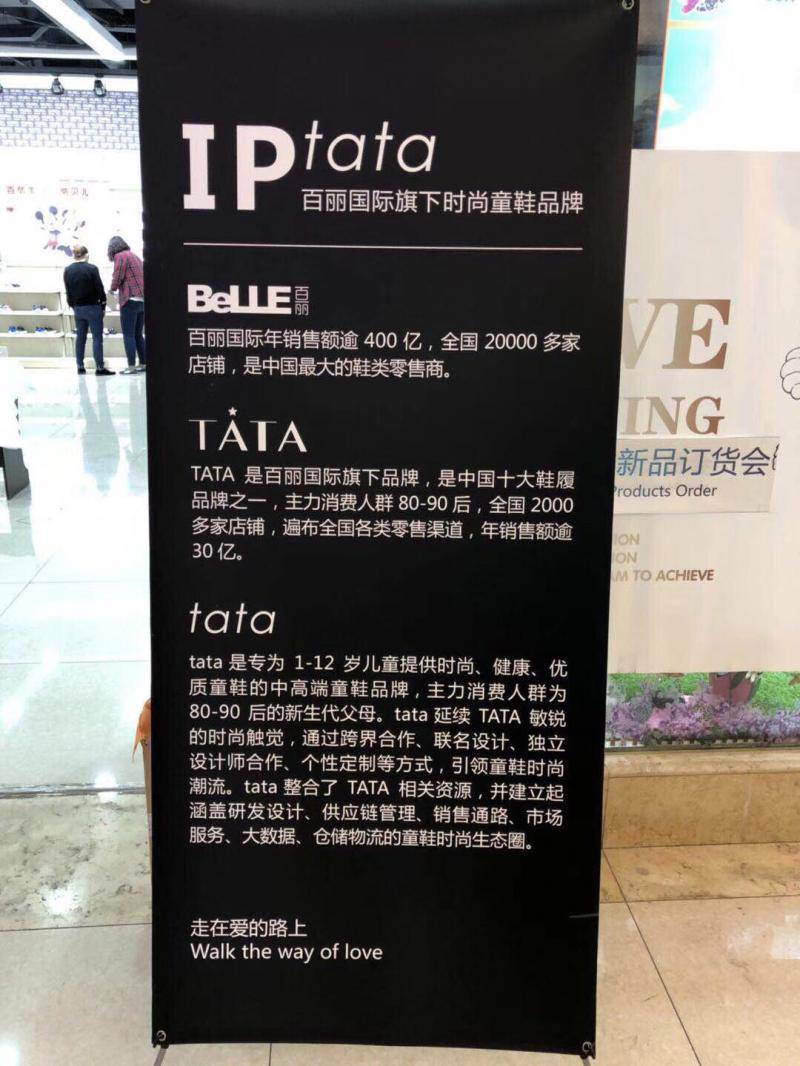 IP tata
百丽国际旗下时尚童鞋品牌
BeLLE 百丽
百丽国际年销售额逾 400 亿，全国 20000 多家
店铺，是中国最大的鞋类零售商。
TATA
TATA 是百丽国际旗下品牌，是中国十大鞋履
品牌之一，主力消费人群 80-90 后，全国 2000
多家店铺，遍布全国各类零售渠道，年销售额逾
30 亿。
tata
tata 是专为 1-12 岁儿童提供时尚、健康、优
质童鞋的中高端童鞋品牌，主力消费人群为
80-90 后的新生代父母。tata 延续 TATA 敏锐
的时尚触觉，通过跨界合作、联名设计、独立
设计师合作、个性定制等方式，引领童鞋时尚
潮流。tata 整合了 TATA 相关资源，并建立起
涵盖研发设计、供应链管理、销售通路、市场
服务、大数据、仓储物流的童鞋时尚生态圈。
走在爱的路上
Walk the way of love
VE
ING
新品订货会
Products Order
ION
ION
AM TO ACHIEVE